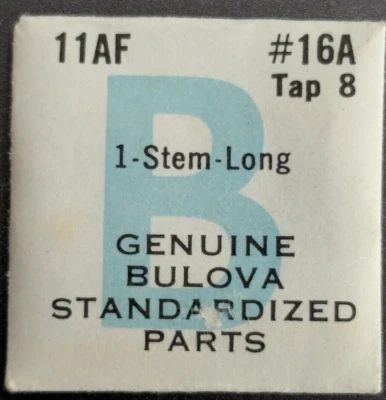 11AF #16A
Tap 8
B
1-Stem-Long
GENUINE
BULOVA
STANDARDIZED
PARTS